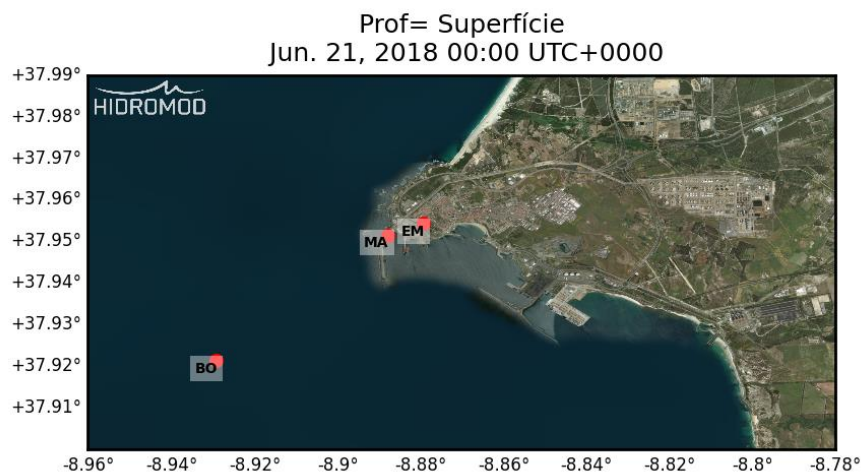 Prof= Superfície
Jun. 21, 2018 00:00 UTC+0000
+37.99°
+37.98°
+37.97°
+37.96°
+37.95°
+37.94°
+37.93°
+37.92°
+37.91°
HIDROMOD
MA
EM
BO
-8.96° -8.94° -8.92° -8.9° -8.88° -8.86° -8.84° -8.82° -8.8° -8.78°